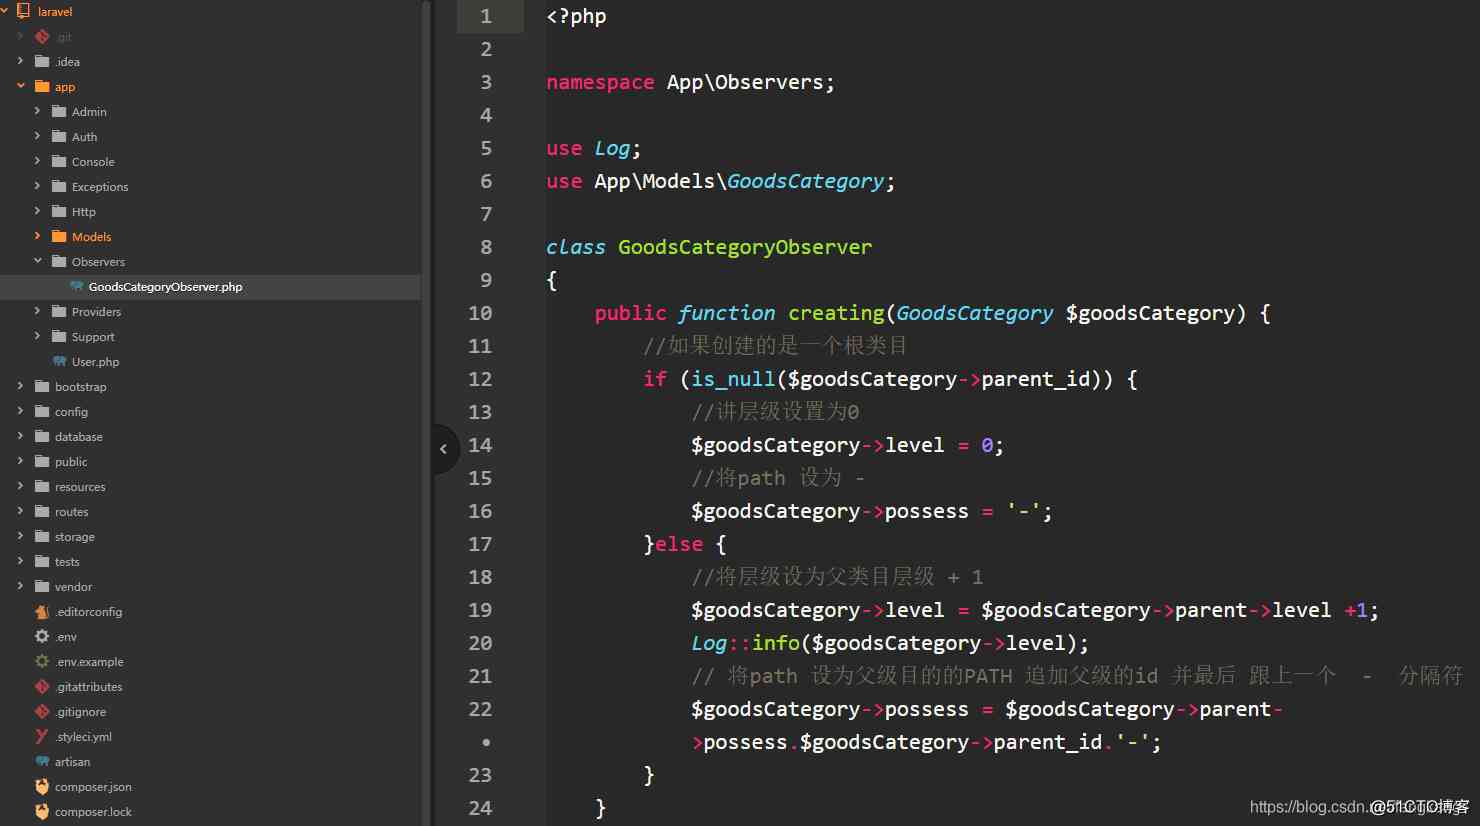 laravel
.git
.idea
app
Admin
Auth
Console
Exceptions
Http
Models
Observers
GoodsCategoryObserver.php
Providers
Support
User.php
bootstrap
config
database
public
resources
routes
storage
tests
vendor
.editorconfig
.env
.env.example
.gitattributes
.gitignore
.styleci.yml
artisan
composer.json
composer.lock
1 <?php
2
3 namespace App\Observers;
4
5 use Log;
6 use App\Models\GoodsCategory;
7
8 class GoodsCategoryObserver
9 {
10 public function creating(GoodsCategory $goodsCategory) {
11 //如果创建的是一个根类目
12 if (is_null($goodsCategory->parent_id)) {
13 //讲层级设置为0
14 $goodsCategory->level = 0;
15 //将path 设为 -
16 $goodsCategory->possess = '-';
17 }else {
18 //将层级设为父类目层级 + 1
19 $goodsCategory->level = $goodsCategory->parent->level +1;
20 Log::info($goodsCategory->level);
21 // 将path 设为父级目的的PATH 追加父级的id 并最后 跟上一个 - 分隔符
22 $goodsCategory->possess = $goodsCategory->parent-
>possess.$goodsCategory->parent_id.'-';
23 }
24 }
https://blog.csdn.
@51CTO博客